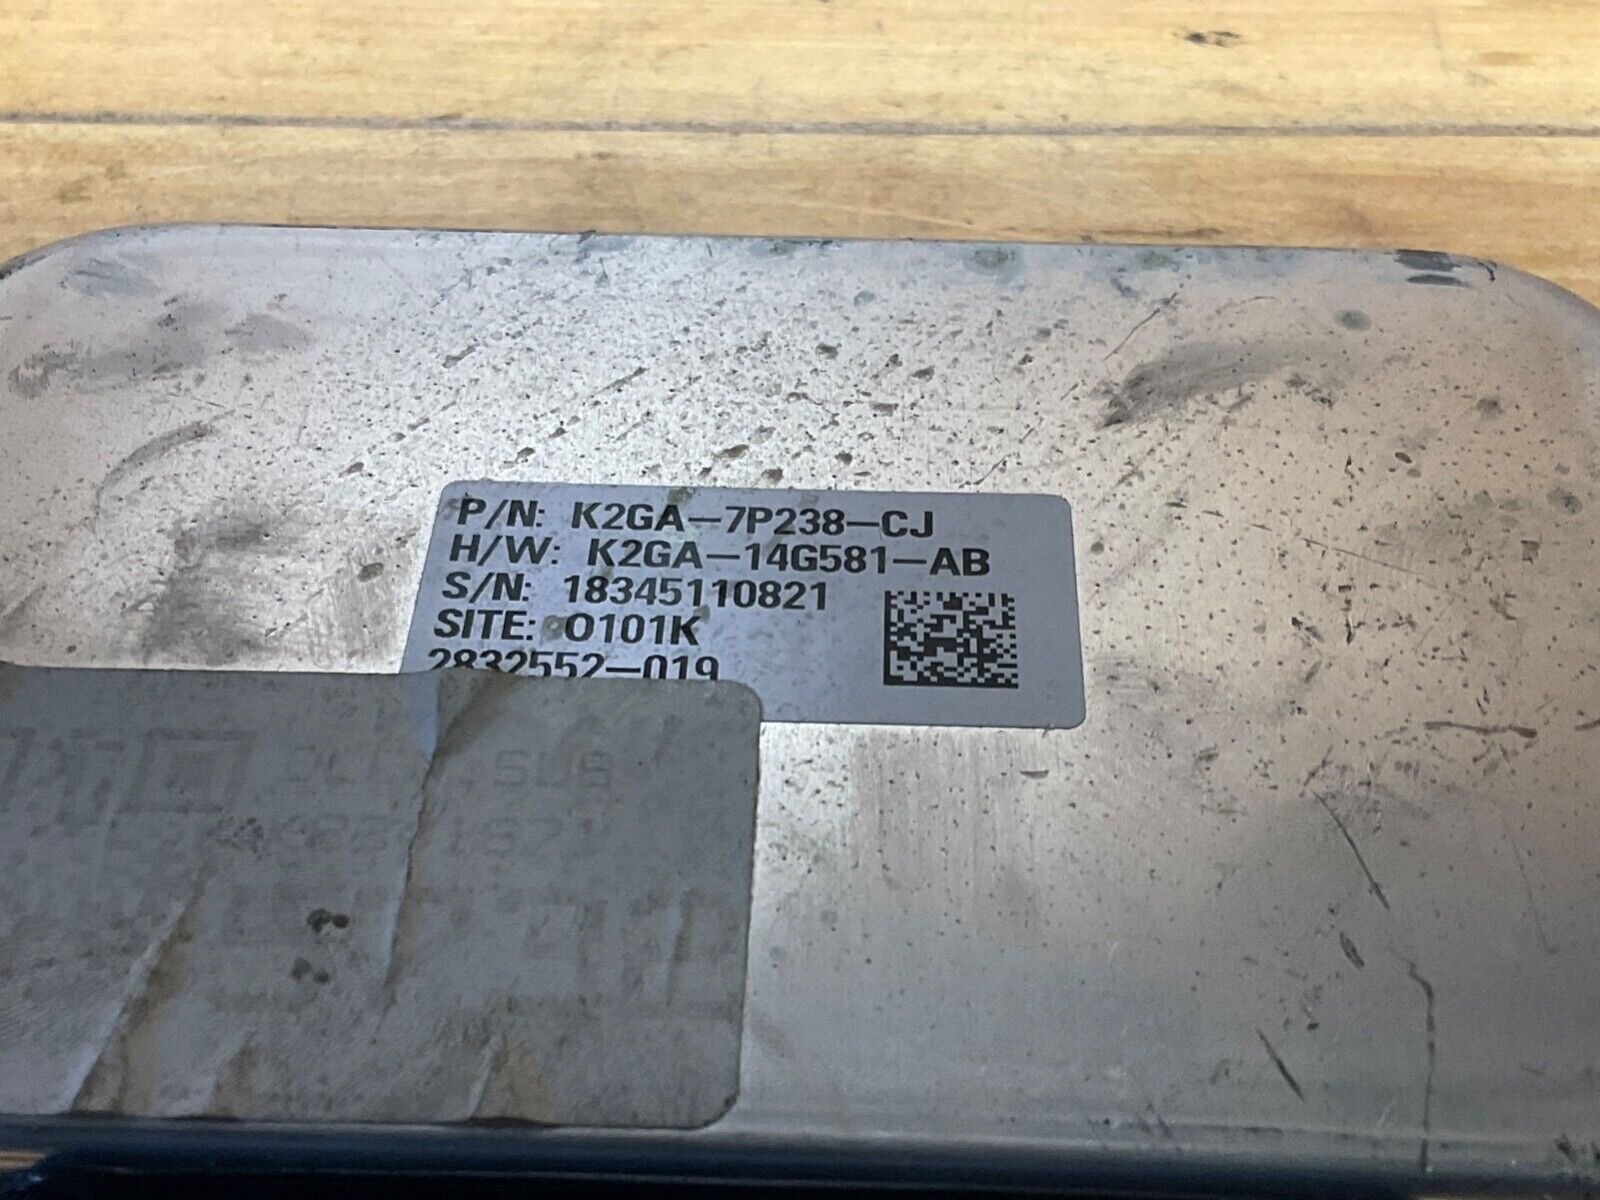 P/N: K2GA-7P238-CJ
H/W: K2GA-14G581-AB
S/N: 18345110821
SITE: O101K
2832552-019